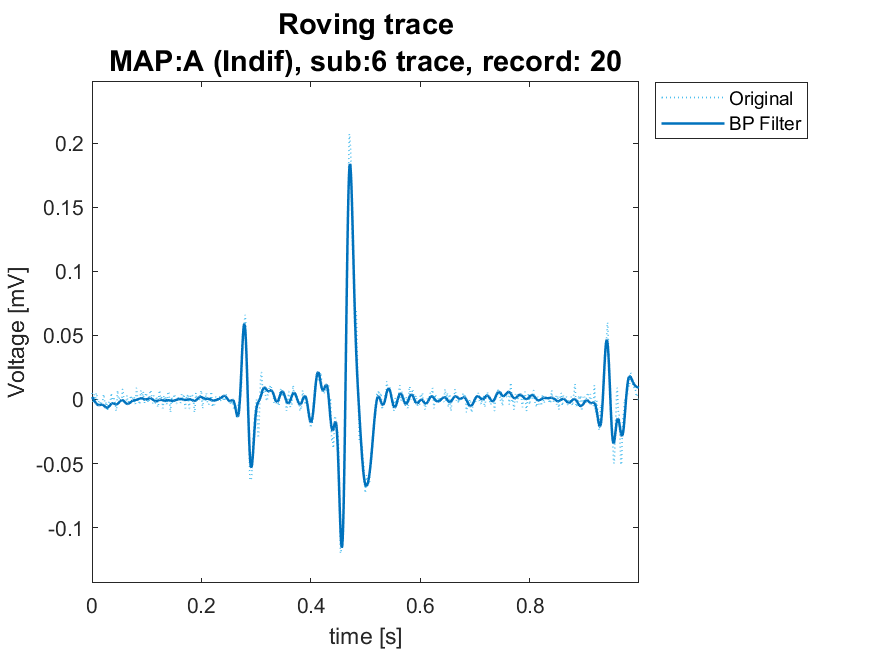 Roving trace
MAP:A (Indif), sub:6 trace, record: 20
Original
BP Filter
0.2
0.15
0.1
0.05
0
-0.05
-0.1
Voltage [mV]
0 0.2 0.4 0.6 0.8
time [s]